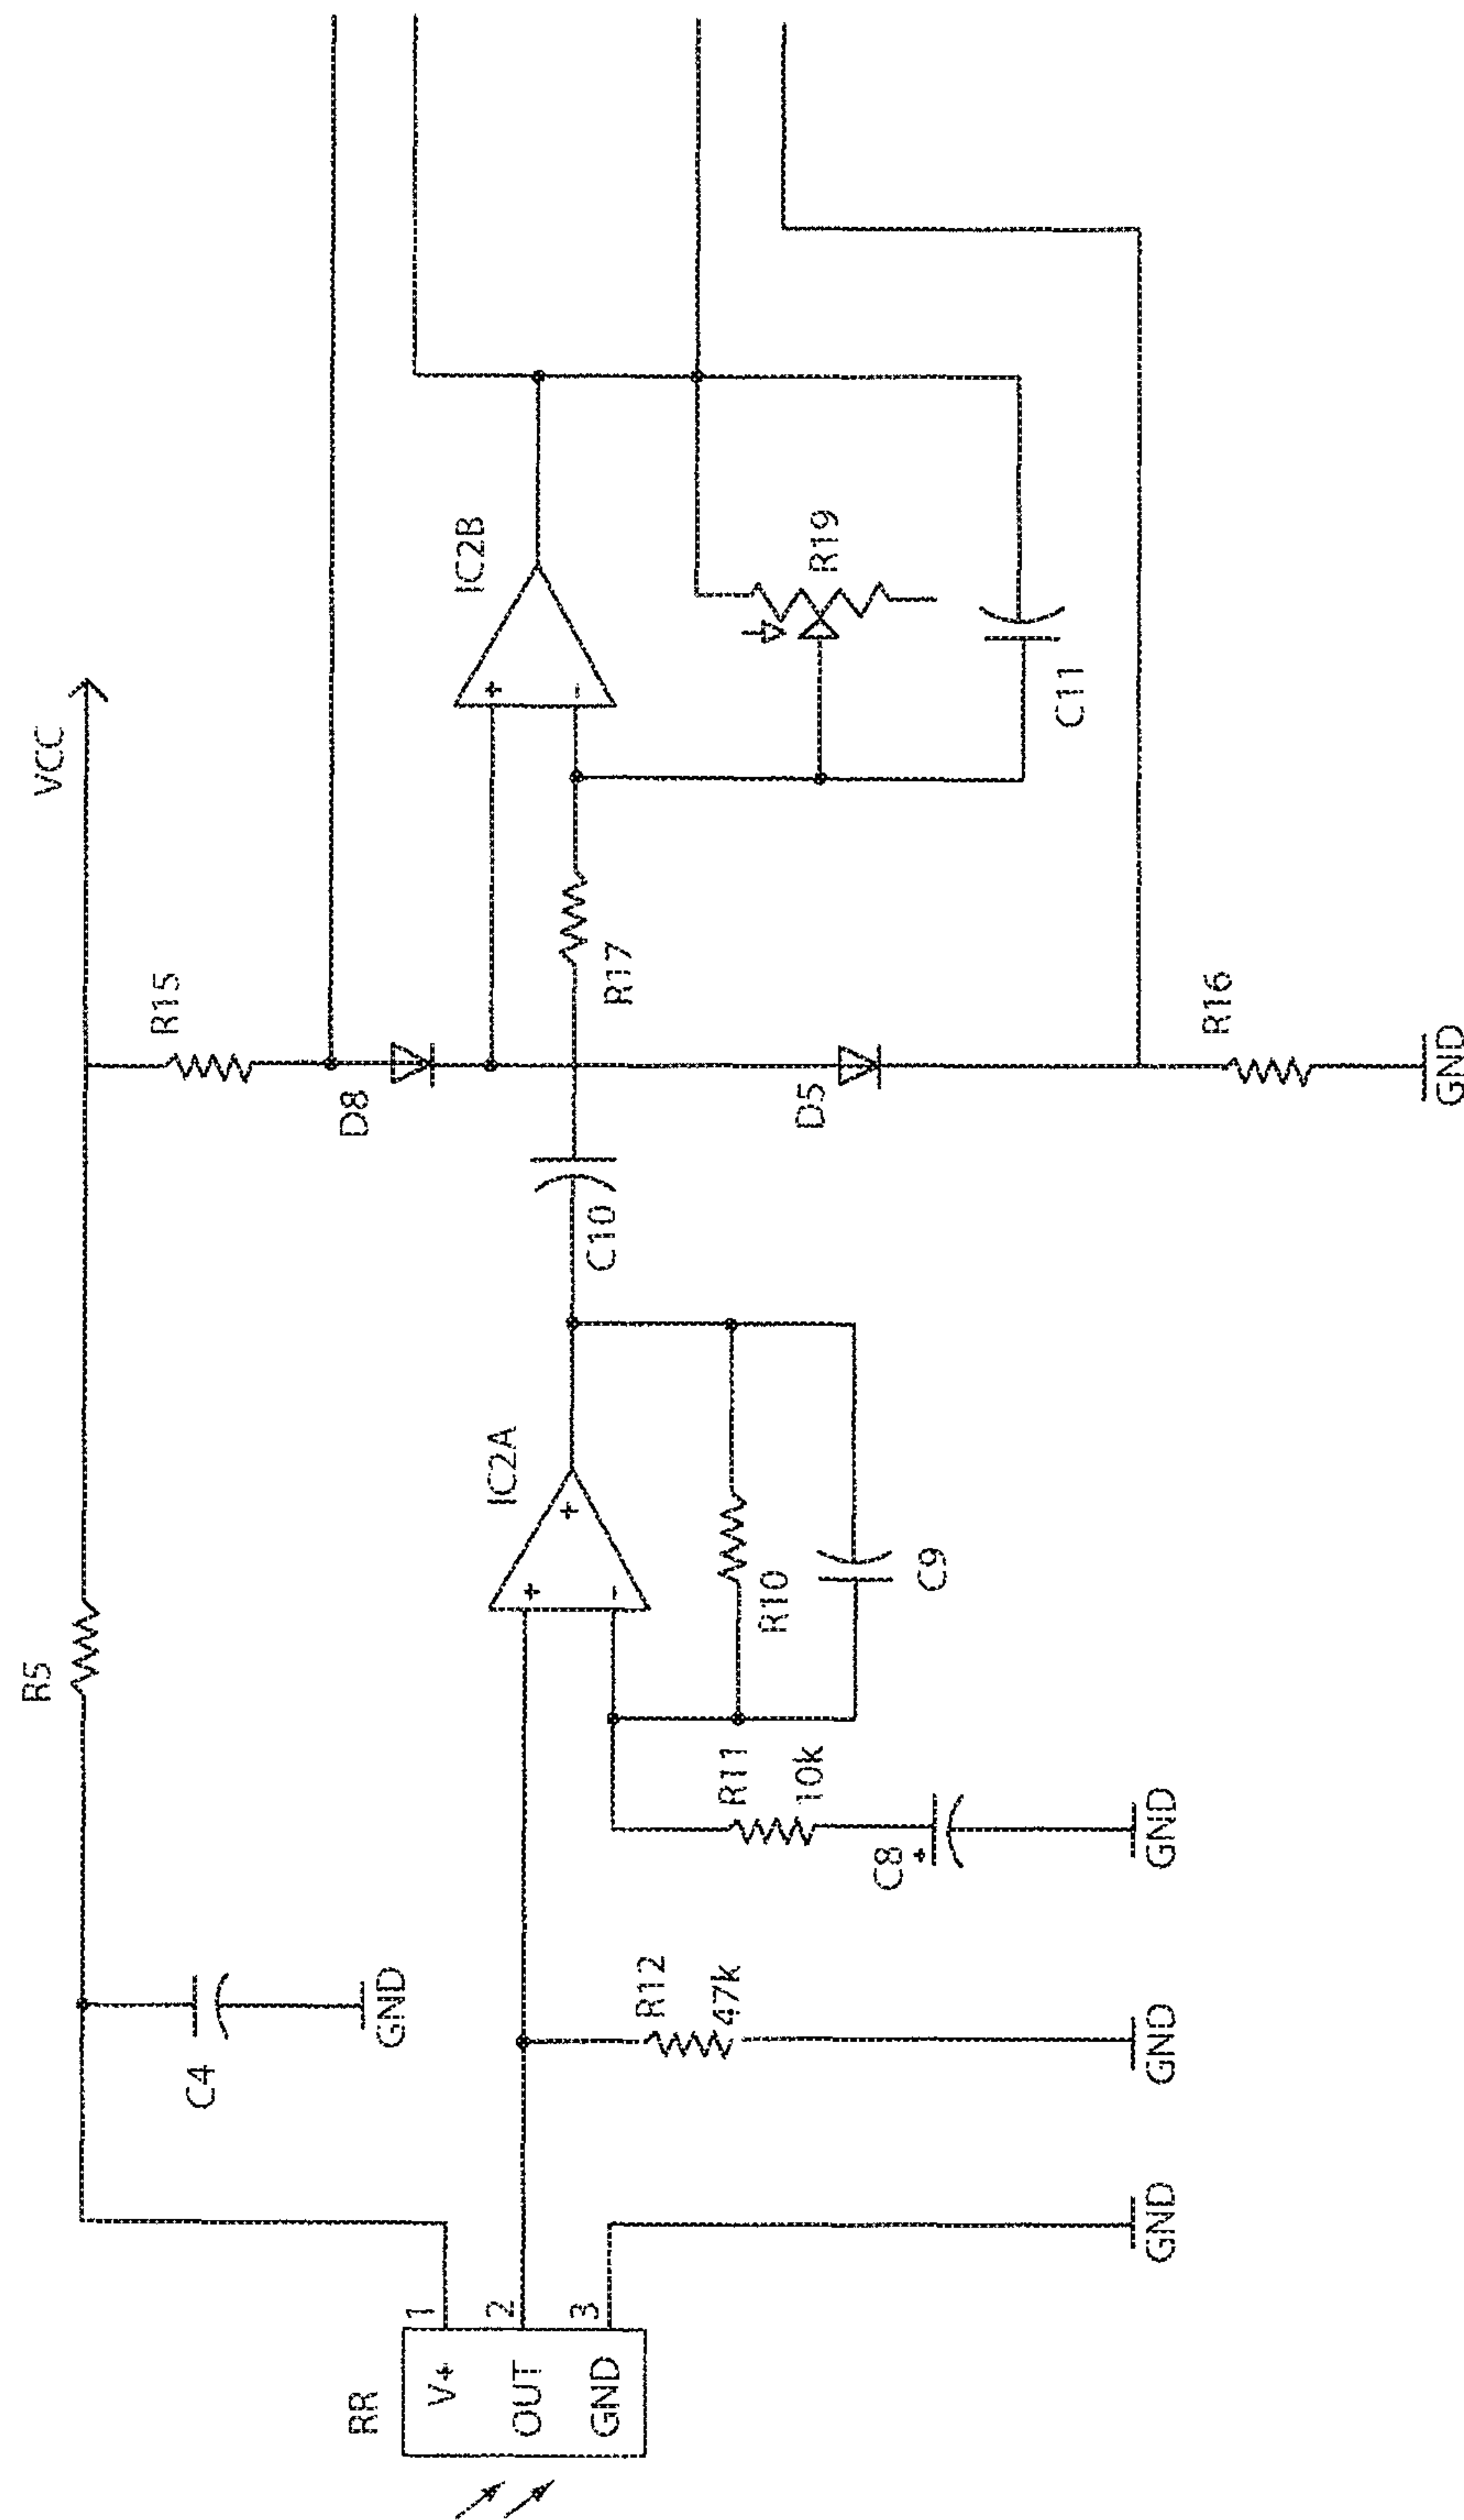 VCC
R5
R15
C4
GND
D8
IC2B
IC2A
+
-
+
+
-
RR
V+
OUT
GND
1
2
3
R12
47k
R11
10k
R10
C9
C8
+
C10
R17
R19
C11
D5
R16
GND
GND
GND
GND